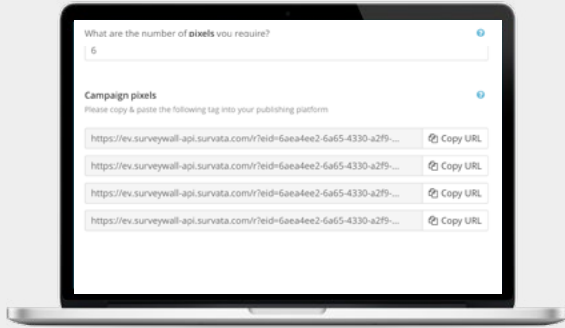 What are the number of pixels you require?
6
Campaign pixels
Please copy & paste the following tag into your publishing platform
https://ev.surveywall-api.survata.com/r?eid=6aea4ee2-6a65-4330-a2f9-... Copy URL
https://ev.surveywall-api.survata.com/r?eid=6aea4ee2-6a65-4330-a2f9-... Copy URL
https://ev.surveywall-api.survata.com/r?eid=6aea4ee2-6a65-4330-a2f9-... Copy URL
https://ev.surveywall-api.survata.com/r?eid=6aea4ee2-6a65-4330-a2f9-... Copy URL